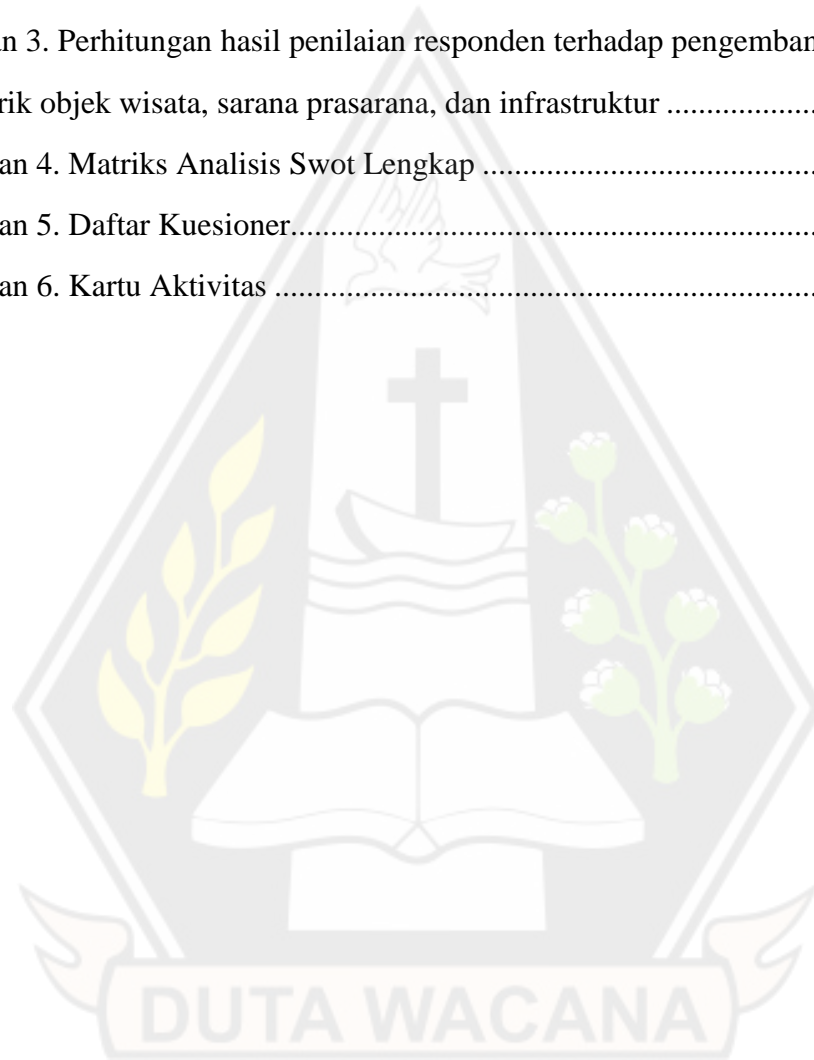 an 3. Perhitungan hasil penilaian responden terhadap pengemban
rik objek wisata, sarana prasarana, dan infrastruktur ...................
an 4. Matriks Analisis Swot Lengkap ..........................................
an 5. Daftar Kuesioner..................................................................
an 6. Kartu Aktivitas ....................................................................
DUTA WACANA